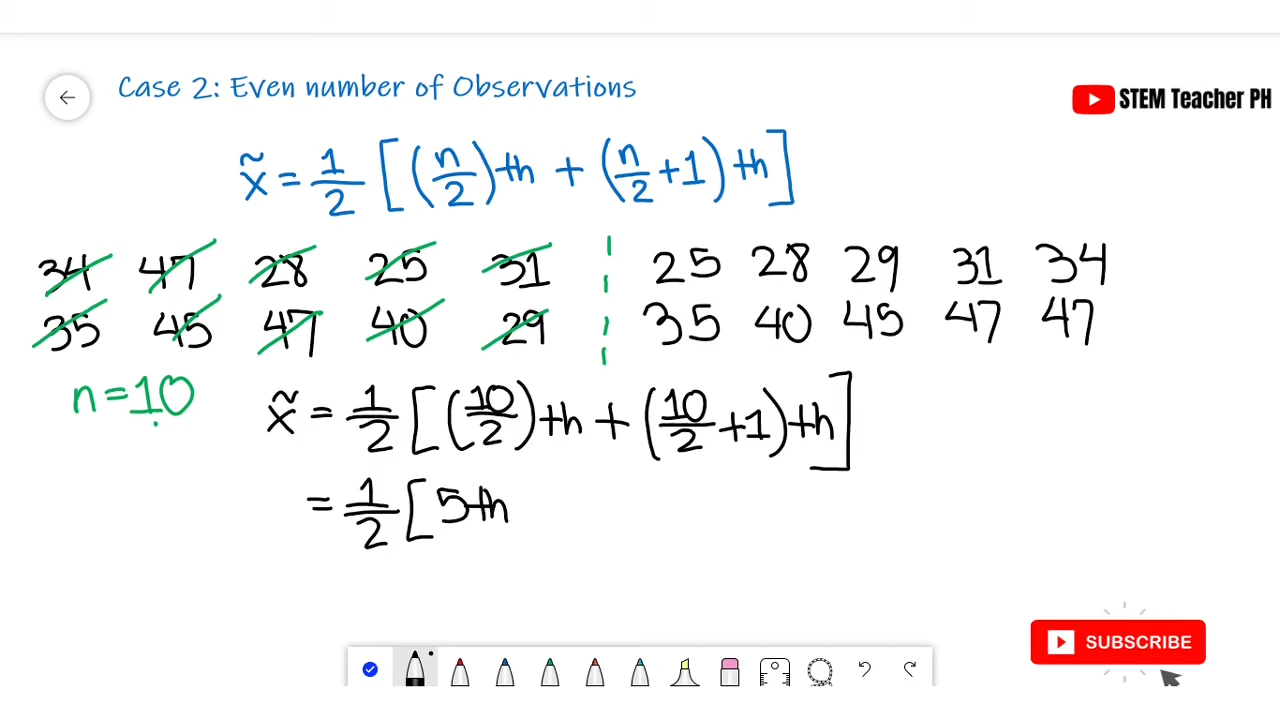 Case 2: Even number of Observations
STEM Teacher PH
x̃ = 1/2 [(n/2)th + (n/2 + 1)th]
34 47 28 25 31 25 28 29 31 34
35 45 47 40 29 35 40 45 47 47
n = 10
x̃ = 1/2 [(10/2)th + (10/2 + 1)th]
= 1/2 [5th
SUBSCRIBE